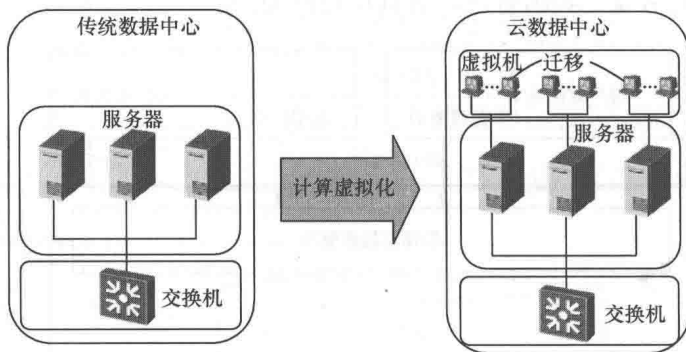 传统数据中心
服务器
交换机
计算虚拟化
云数据中心
虚拟机 迁移
服务器
交换机